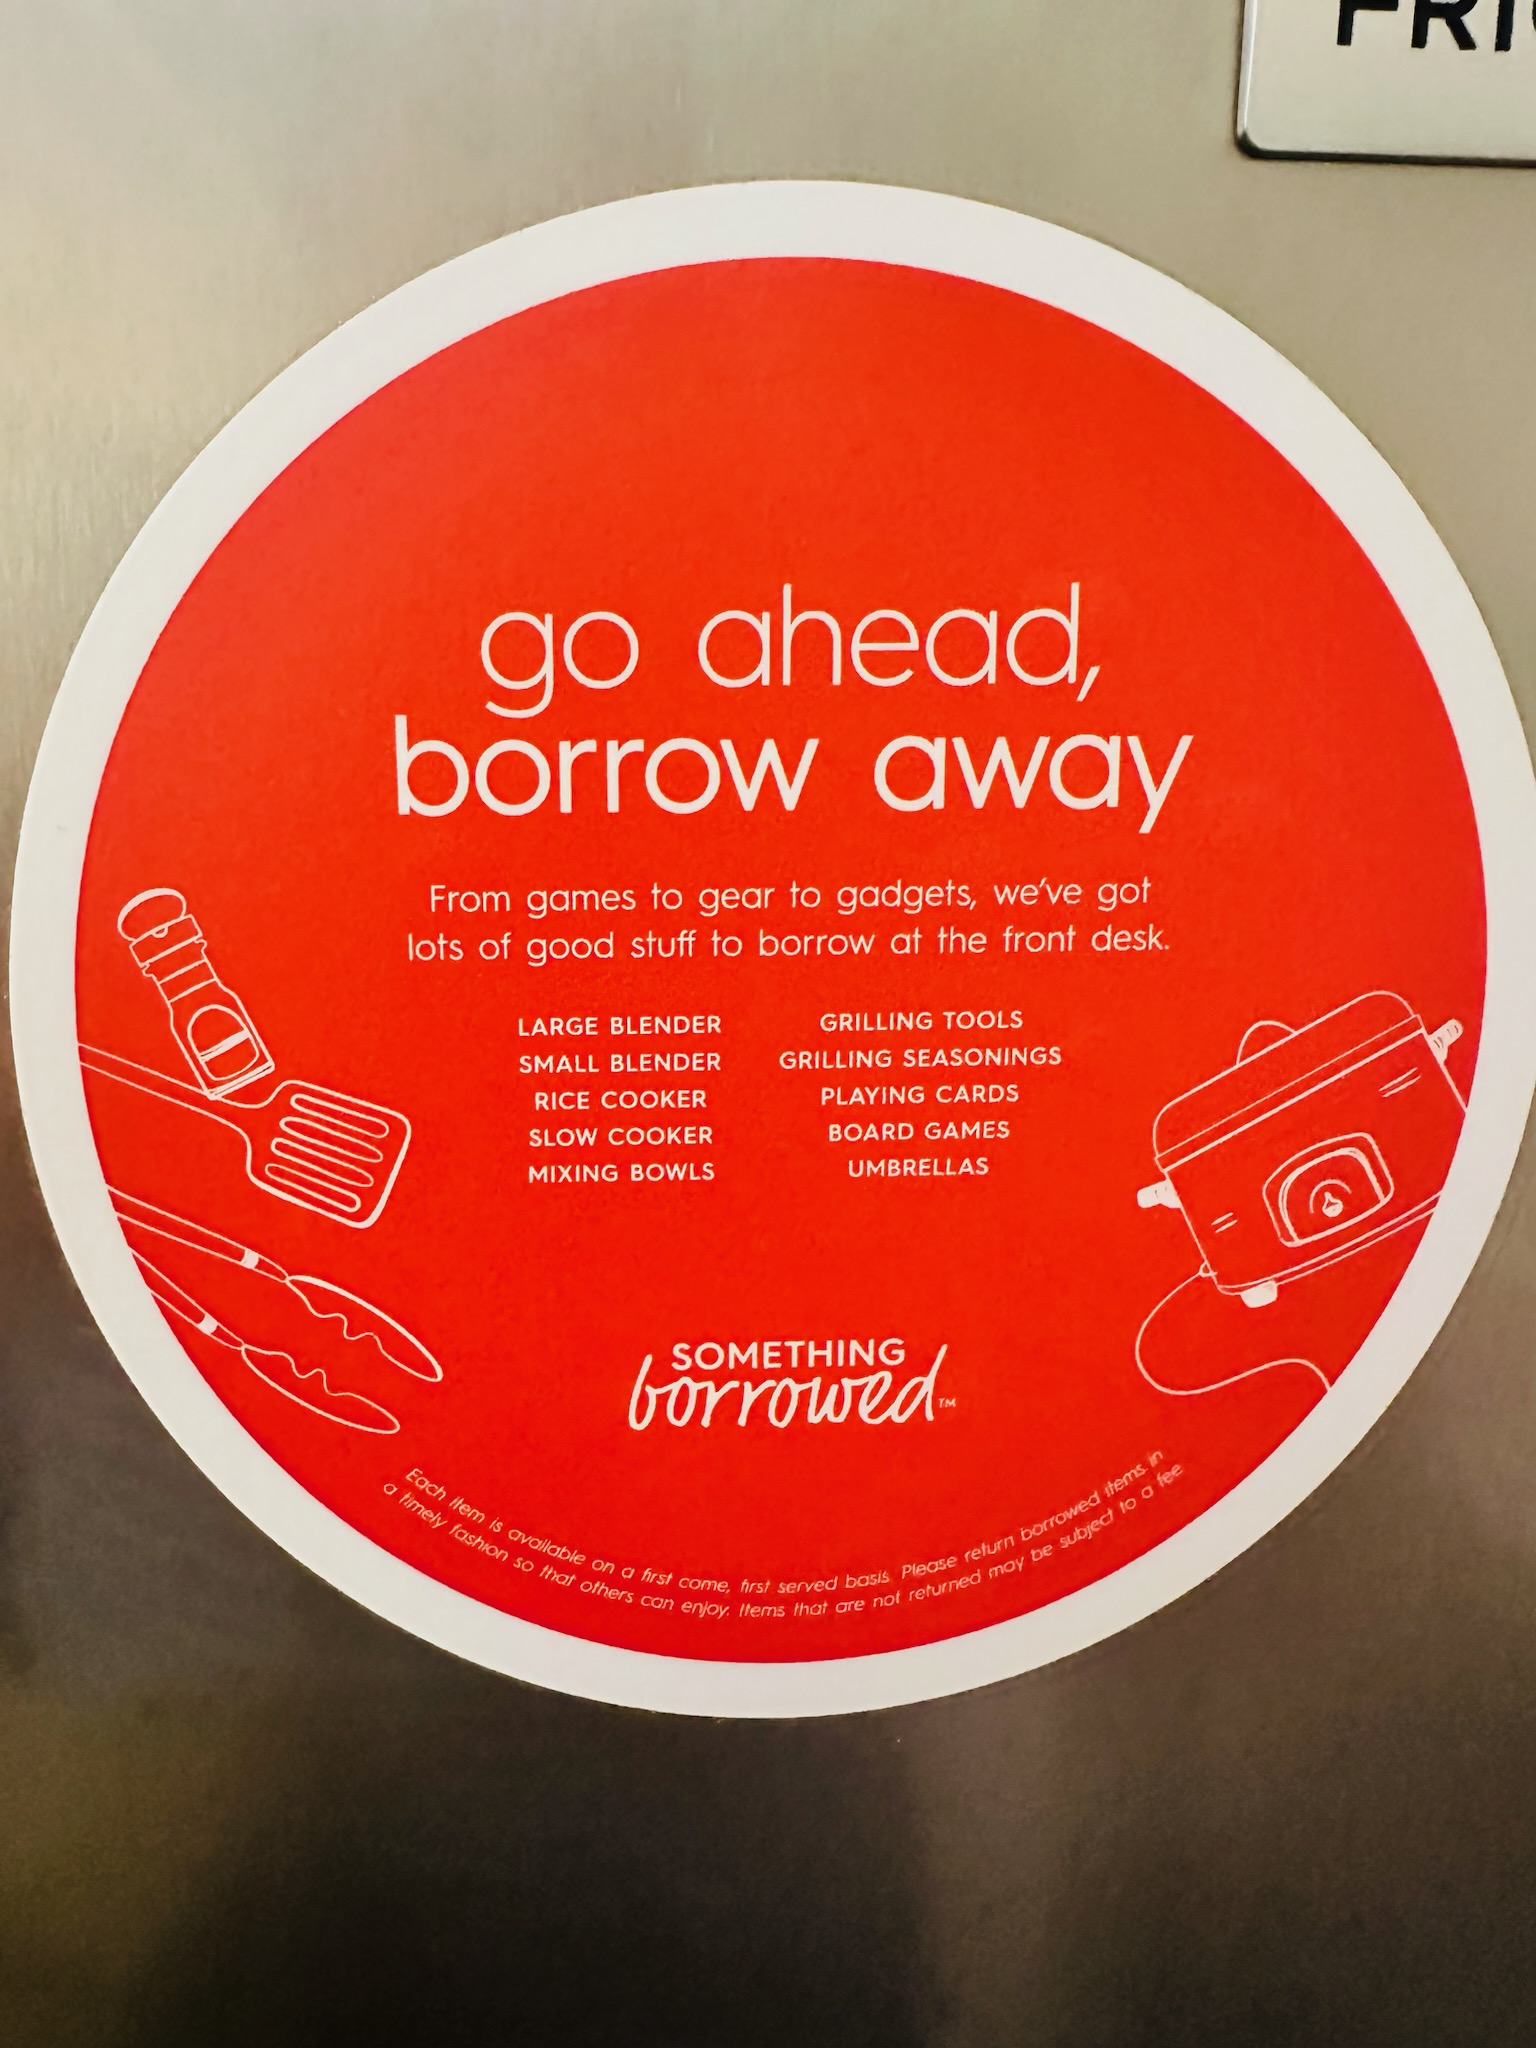 FRI
go ahead,
borrow away
From games to gear to gadgets, we've got
lots of good stuff to borrow at the front desk.
LARGE BLENDER
SMALL BLENDER
RICE COOKER
SLOW COOKER
MIXING BOWLS
GRILLING TOOLS
GRILLING SEASONINGS
PLAYING CARDS
BOARD GAMES
UMBRELLAS
SOMETHING
borrowed™
Each item is available on a first come, first served basis. Please return borrowed items in
a timely fashion so that others can enjoy. Items that are not returned may be subject to a fee